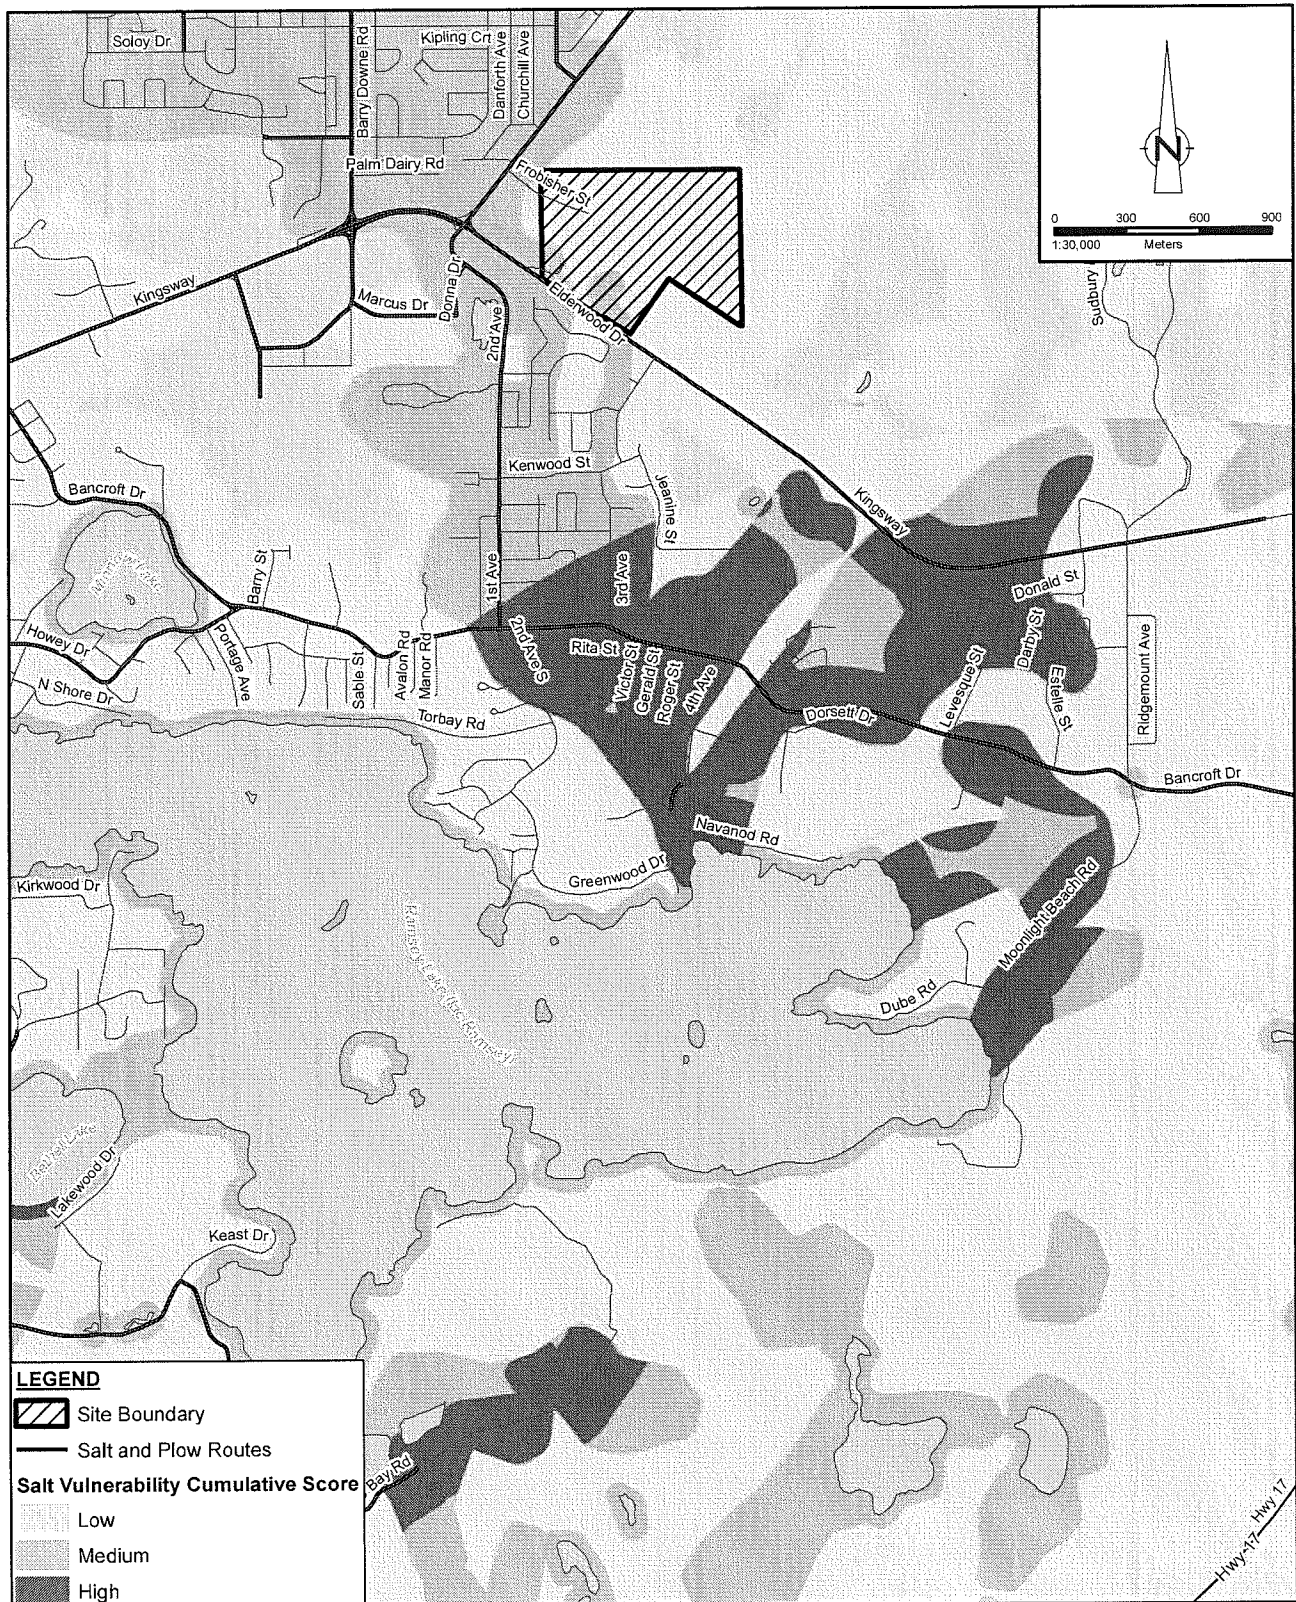 Soloy Dr
Kipling Crt
Barry Downe Rd
Danforth Ave
Churchill Ave
Palm Dairy Rd
Frobisher St
N
0 300 600 900
1:30,000 Meters
Sudbury
Kingsway
Marcus Dr
Donna Dr
2nd Ave
Elderwood Dr
Kenwood St
Bancroft Dr
Jeanine St
Kingsway
Barry St
1st Ave
3rd Ave
Donald St
Howey Dr
Portage Ave
Sable St
Avalon Rd
Manor Rd
2nd Ave S
Rita St
Victor St
Gerald St
Roger St
4th Ave
Levesque St
Danby St
Estelle St
Ridgemount Ave
N Shore Dr
Torbay Rd
Dorsett Dr
Bancroft Dr
Navanod Rd
Greenwood Dr
Kirkwood Dr
Moonlight Beach Rd
Dube Rd
Lakewood Dr
Keast Dr
LEGEND
Site Boundary
Salt and Plow Routes
Salt Vulnerability Cumulative Score
Low
Medium
High
Bay Rd
Hwy 17
Hwy 17